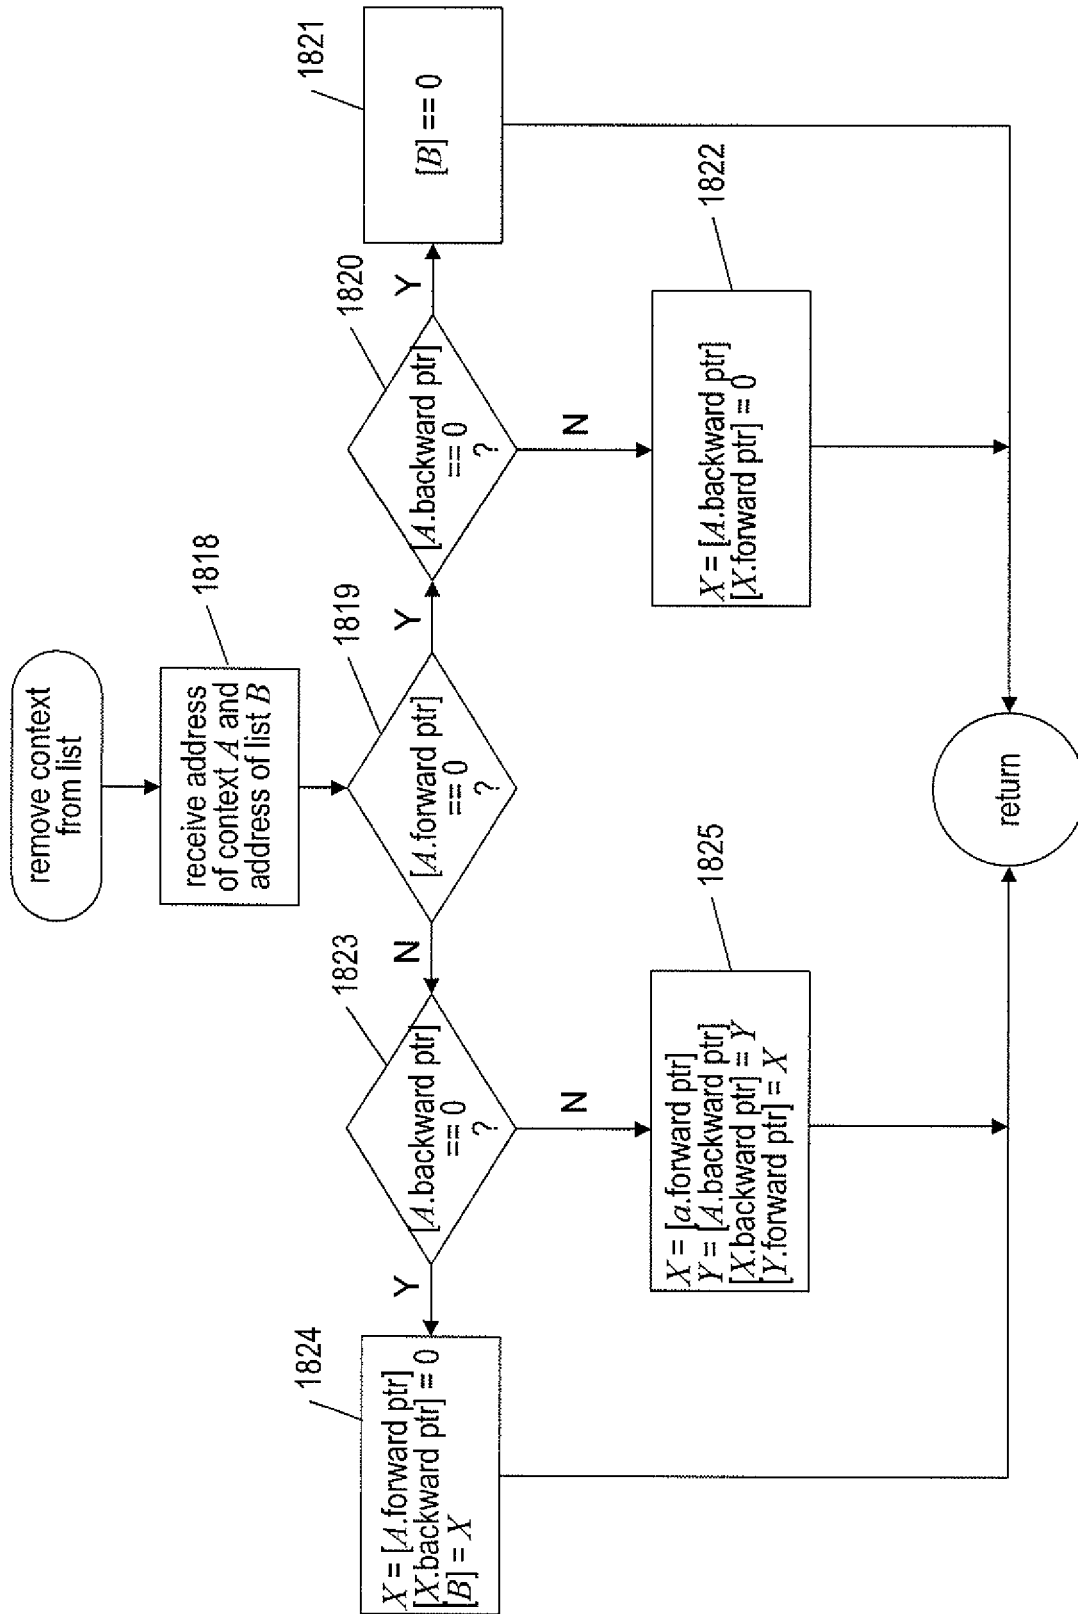 remove context
from list
1818
receive address
of context A and
address of list B
1819
[A.forward ptr]
== 0
?
Y
N
1820
[A.backward ptr]
== 0
?
Y
N
1821
[B] == 0
1822
X = [A.backward ptr]
[X.forward ptr] = 0
1823
[A.backward ptr]
== 0
?
Y
N
1824
X = [A.forward ptr]
[X.backward ptr] = 0
[B] = X
1825
X = [a.forward ptr]
Y = [A.backward ptr]
[X.backward ptr] = Y
[Y.forward ptr] = X
return